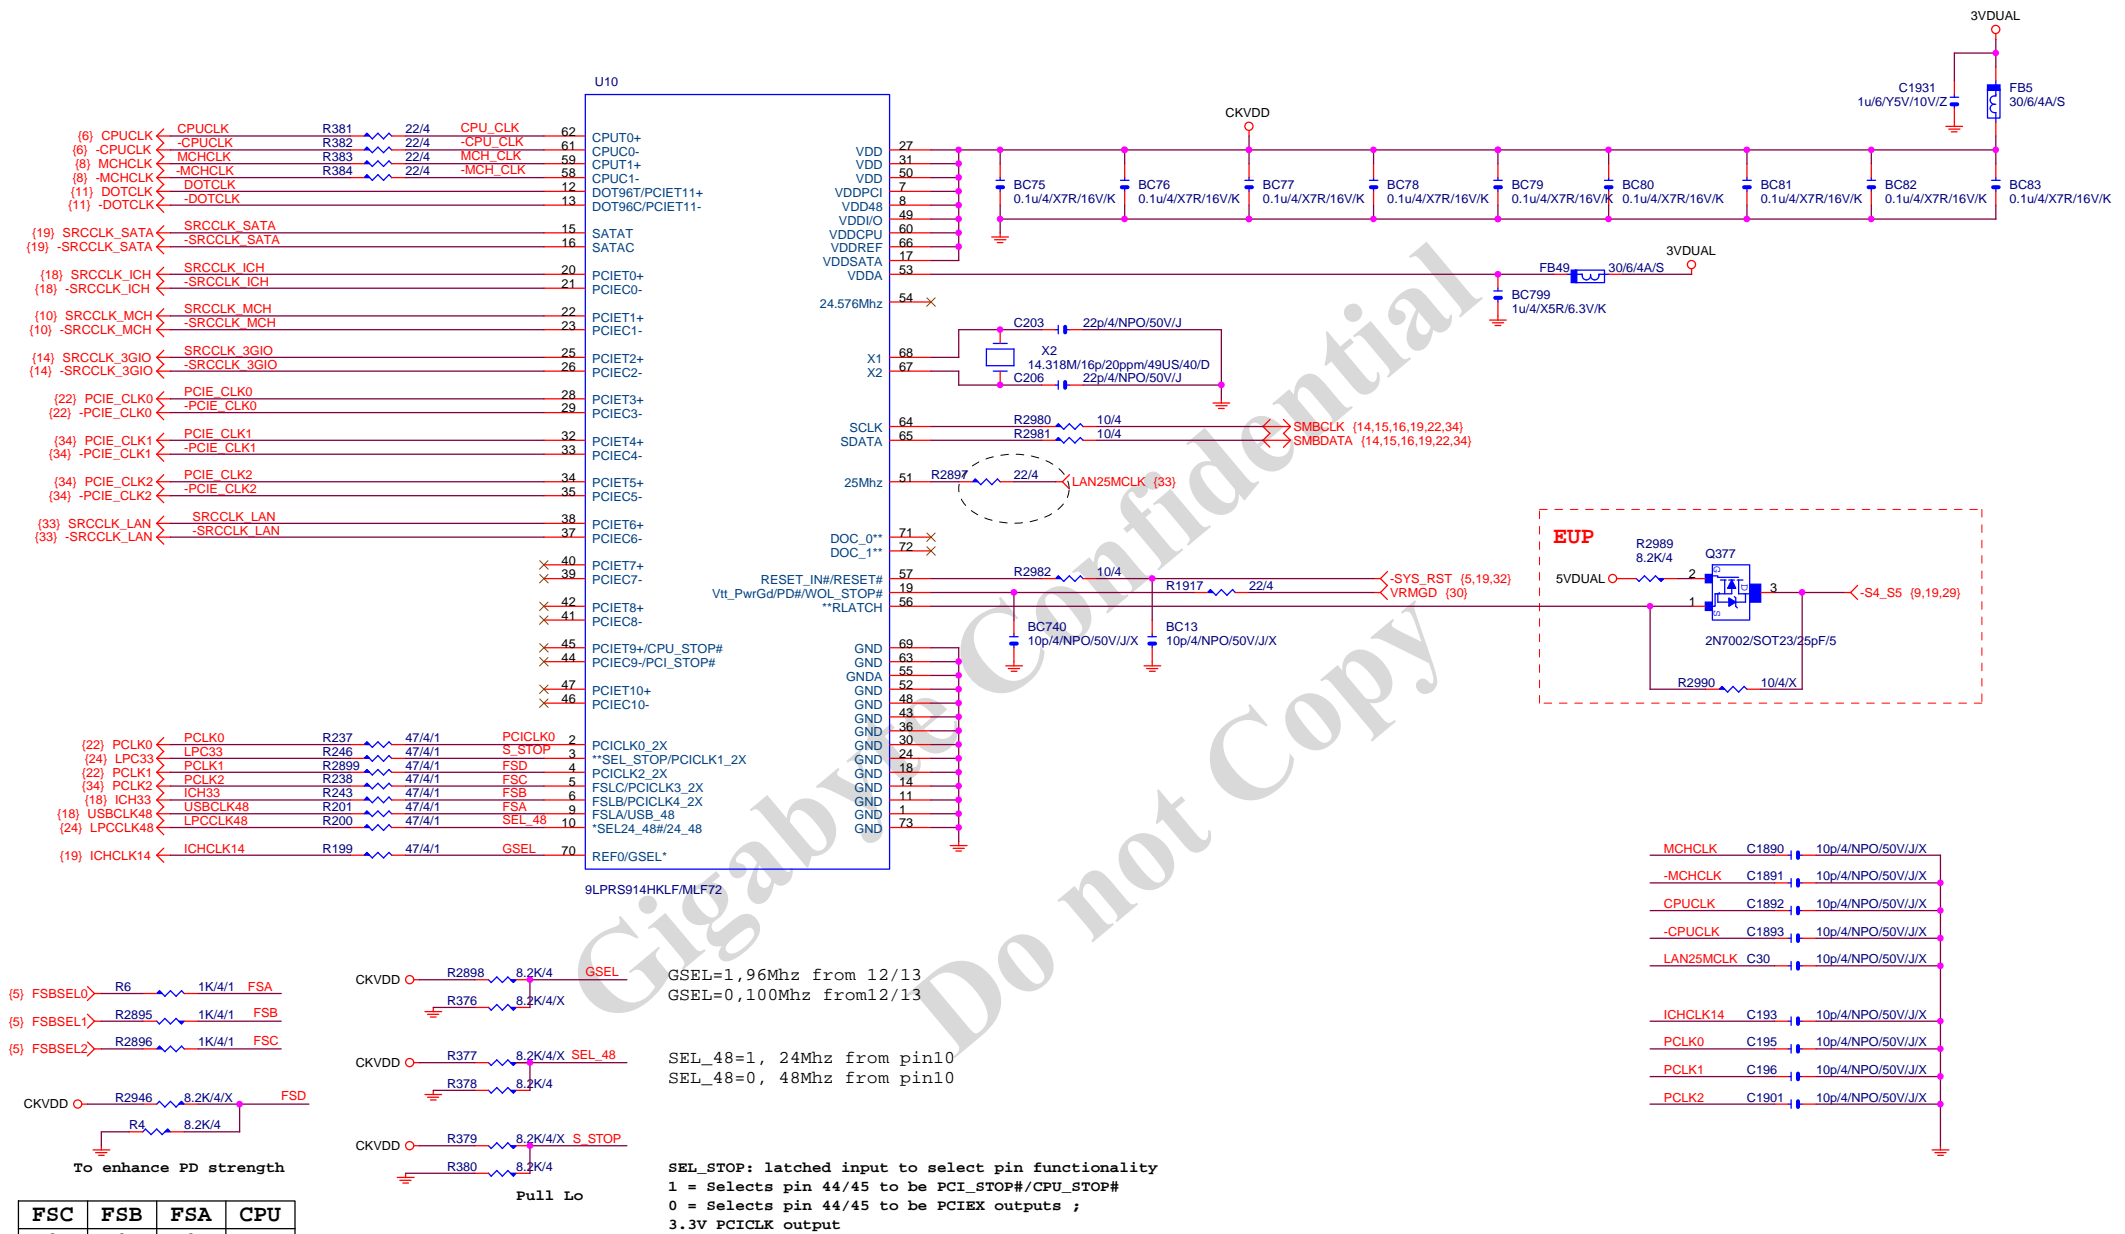 3VDUAL
C1931
1u/6/Y5V/10V/Z
FB5
30/6/4A/S
U10
CKVDD
{6} CPUCLK CPUCLK R381 22/4 CPU_CLK 62 CPUT0+
{6} -CPUCLK -CPUCLK R382 22/4 -CPU_CLK 61 CPUC0-
{8} MCHCLK MCHCLK R383 22/4 MCH_CLK 59 CPUT1+
{8} -MCHCLK -MCHCLK R384 22/4 -MCH_CLK 58 CPUC1-
{11} DOTCLK DOTCLK 12 DOT96T/PCIET11+
{11} -DOTCLK -DOTCLK 13 DOT96C/PCIET11-
{19} SRCCLK_SATA SRCCLK_SATA 15 SATAT
{19} -SRCCLK_SATA -SRCCLK_SATA 16 SATAC
{18} SRCCLK_ICH SRCCLK_ICH 20 PCIET0+
{18} -SRCCLK_ICH -SRCCLK_ICH 21 PCIEC0-
{10} SRCCLK_MCH SRCCLK_MCH 22 PCIET1+
{10} -SRCCLK_MCH -SRCCLK_MCH 23 PCIEC1-
{14} SRCCLK_3GIO SRCCLK_3GIO 25 PCIET2+
{14} -SRCCLK_3GIO -SRCCLK_3GIO 26 PCIEC2-
{22} PCIE_CLK0 PCIE_CLK0 28 PCIET3+
{22} -PCIE_CLK0 -PCIE_CLK0 29 PCIEC3-
{34} PCIE_CLK1 PCIE_CLK1 32 PCIET4+
{34} -PCIE_CLK1 -PCIE_CLK1 33 PCIEC4-
{34} PCIE_CLK2 PCIE_CLK2 34 PCIET5+
{34} -PCIE_CLK2 -PCIE_CLK2 35 PCIEC5-
{33} SRCCLK_LAN SRCCLK_LAN 38 PCIET6+
{33} -SRCCLK_LAN -SRCCLK_LAN 37 PCIEC6-
40 PCIET7+
39 PCIEC7-
42 PCIET8+
41 PCIEC8-
45 PCIET9+/CPU_STOP#
44 PCIEC9-/PCI_STOP#
47 PCIET10+
46 PCIEC10-
{22} PCLK0 PCLK0 R237 47/4/1 PCICLK0 2 PCICLK0_2X
{24} LPC33 LPC33 R246 47/4/1 S_STOP 3 **SEL_STOP/PCICLK1_2X
{22} PCLK1 PCLK1 R2899 47/4/1 FSD 4 PCICLK2_2X
{34} PCLK2 PCLK2 R238 47/4/1 FSC 5 FSLC/PCICLK3_2X
{18} ICH33 ICH33 R243 47/4/1 FSB 6 FSLB/PCICLK4_2X
{18} USBCLK48 USBCLK48 R201 47/4/1 FSA 9 FSLA/USB_48
{24} LPCCLK48 LPCCLK48 R200 47/4/1 SEL_48 10 *SEL24_48#/24_48
{19} ICHCLK14 ICHCLK14 R199 47/4/1 GSEL 70 REF0/GSEL*
9LPRS914HKLF/MLF72
VDD 27
VDD 31
VDD 50
VDDPCI 7
VDD48 8
VDDI/O 49
VDDCPU 60
VDDREF 66
VDDSATA 17
VDDA 53
24.576Mhz 54
X1 68
X2 67
SCLK 64
SDATA 65
25Mhz 51
DOC_0** 71
DOC_1** 72
RESET_IN#/RESET# 57
Vtt_PwrGd/PD#/WOL_STOP# 19
**RLATCH 56
GND 69
GND 63
GNDA 55
GND 52
GND 48
GND 43
GND 36
GND 30
GND 24
GND 18
GND 14
GND 11
GND 1
GND 73
BC75 BC76 BC77 BC78 BC79 BC80 BC81 BC82 BC83
0.1u/4/X7R/16V/K 0.1u/4/X7R/16V/K 0.1u/4/X7R/16V/K 0.1u/4/X7R/16V/K 0.1u/4/X7R/16V/K 0.1u/4/X7R/16V/K 0.1u/4/X7R/16V/K 0.1u/4/X7R/16V/K 0.1u/4/X7R/16V/K
3VDUAL
FB49 30/6/4A/S
BC799
1u/4/X5R/6.3V/K
C203 22p/4/NPO/50V/J
X2
14.318M/16p/20ppm/49US/40/D
C206 22p/4/NPO/50V/J
R2980 10/4 SMBCLK {14,15,16,19,22,34}
R2981 10/4 SMBDATA {14,15,16,19,22,34}
R2897 22/4 LAN25MCLK {33}
R2982 10/4 -SYS_RST {5,19,32}
R1917 22/4 VRMGD {30}
BC740
10p/4/NPO/50V/J/X
BC13
10p/4/NPO/50V/J/X
EUP
R2989
8.2K/4
Q377
5VDUAL
2 G
D 3
1 S
-S4_S5 {9,19,29}
2N7002/SOT23/25pF/5
R2990 10/4/X
MCHCLK C1890 10p/4/NPO/50V/J/X
-MCHCLK C1891 10p/4/NPO/50V/J/X
CPUCLK C1892 10p/4/NPO/50V/J/X
-CPUCLK C1893 10p/4/NPO/50V/J/X
LAN25MCLK C30 10p/4/NPO/50V/J/X
ICHCLK14 C193 10p/4/NPO/50V/J/X
PCLK0 C195 10p/4/NPO/50V/J/X
PCLK1 C196 10p/4/NPO/50V/J/X
PCLK2 C1901 10p/4/NPO/50V/J/X
{5} FSBSEL0 R6 1K/4/1 FSA
{5} FSBSEL1 R2895 1K/4/1 FSB
{5} FSBSEL2 R2896 1K/4/1 FSC
CKVDD R2946 8.2K/4/X FSD
R4 8.2K/4
To enhance PD strength
CKVDD R2898 8.2K/4 GSEL
R376 8.2K/4/X
GSEL=1,96Mhz from 12/13
GSEL=0,100Mhz from12/13
CKVDD R377 8.2K/4/X SEL_48
R378 8.2K/4
SEL_48=1, 24Mhz from pin10
SEL_48=0, 48Mhz from pin10
CKVDD R379 8.2K/4/X S_STOP
R380 8.2K/4
Pull Lo
SEL_STOP: latched input to select pin functionality
1 = Selects pin 44/45 to be PCI_STOP#/CPU_STOP#
0 = Selects pin 44/45 to be PCIEX outputs ;
3.3V PCICLK output
FSC FSB FSA CPU
Gigabyte Confidential
Do not Copy